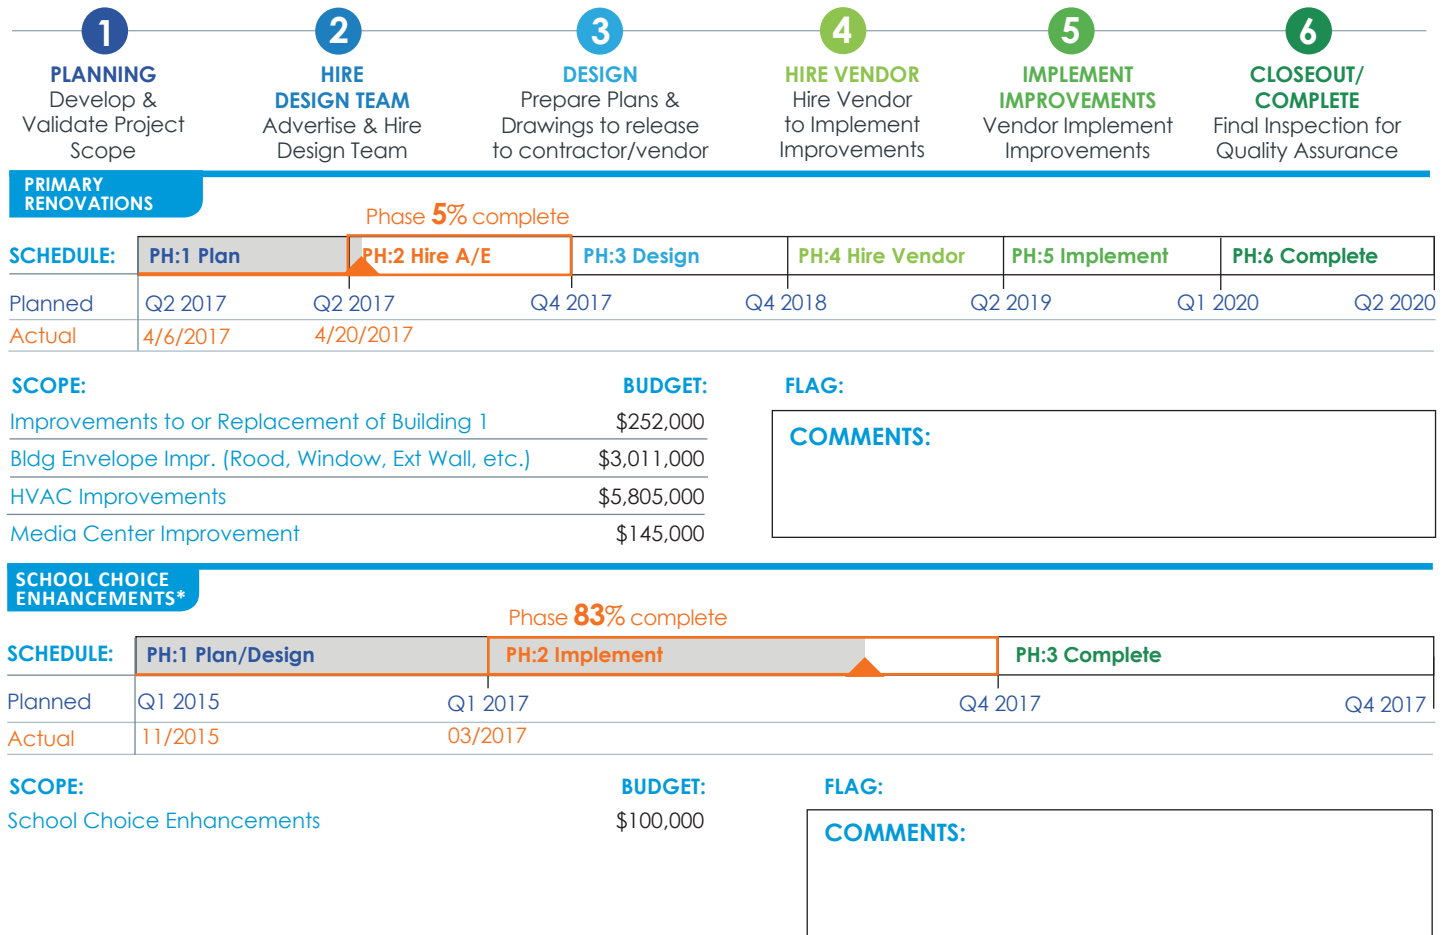 1 2 3 4 5 6
PLANNING
Develop &
Validate Project
Scope
HIRE
DESIGN TEAM
Advertise & Hire
Design Team
DESIGN
Prepare Plans &
Drawings to release
to contractor/vendor
HIRE VENDOR
Hire Vendor
to Implement
Improvements
IMPLEMENT
IMPROVEMENTS
Vendor Implement
Improvements
CLOSEOUT/
COMPLETE
Final Inspection for
Quality Assurance
PRIMARY
RENOVATIONS
Phase 5% complete
SCHEDULE: PH:1 Plan PH:2 Hire A/E PH:3 Design PH:4 Hire Vendor PH:5 Implement PH:6 Complete
Planned Q2 2017 Q2 2017 Q4 2017 Q4 2018 Q2 2019 Q1 2020 Q2 2020
Actual 4/6/2017 4/20/2017
SCOPE: BUDGET: FLAG:
Improvements to or Replacement of Building 1 $252,000
Bldg Envelope Impr. (Rood, Window, Ext Wall, etc.) $3,011,000
HVAC Improvements $5,805,000
Media Center Improvement $145,000
COMMENTS:
SCHOOL CHOICE
ENHANCEMENTS*
Phase 83% complete
SCHEDULE: PH:1 Plan/Design PH:2 Implement PH:3 Complete
Planned Q1 2015 Q1 2017 Q4 2017 Q4 2017
Actual 11/2015 03/2017
SCOPE: BUDGET: FLAG:
School Choice Enhancements $100,000
COMMENTS: